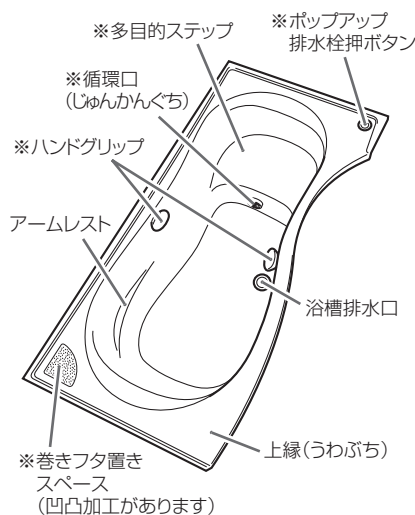 ※多目的ステップ
※ポップアップ
排水栓押ボタン
※循環口
(じゅんかんぐち)
※ハンドグリップ
アームレスト
浴槽排水口
上縁(うわぶち)
※巻きフタ置き
スペース
(凹凸加工があります)